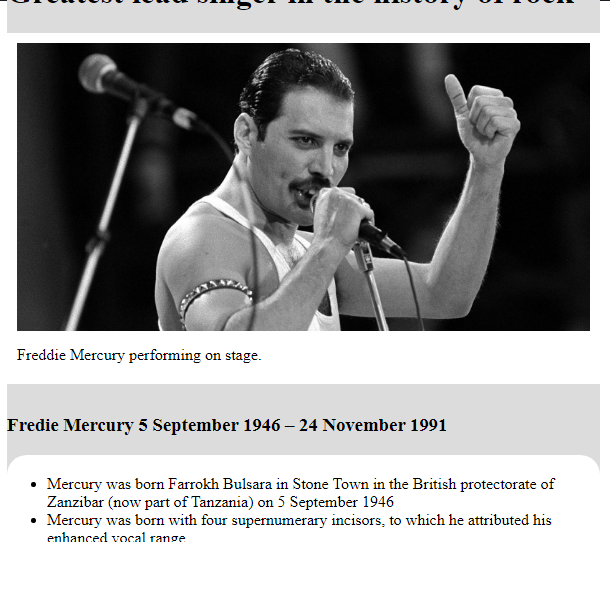 Greatest lead singer in the history of rock
Freddie Mercury performing on stage.
Fredie Mercury 5 September 1946 – 24 November 1991
Mercury was born Farrokh Bulsara in Stone Town in the British protectorate of
Zanzibar (now part of Tanzania) on 5 September 1946
Mercury was born with four supernumerary incisors, to which he attributed his
enhanced vocal range